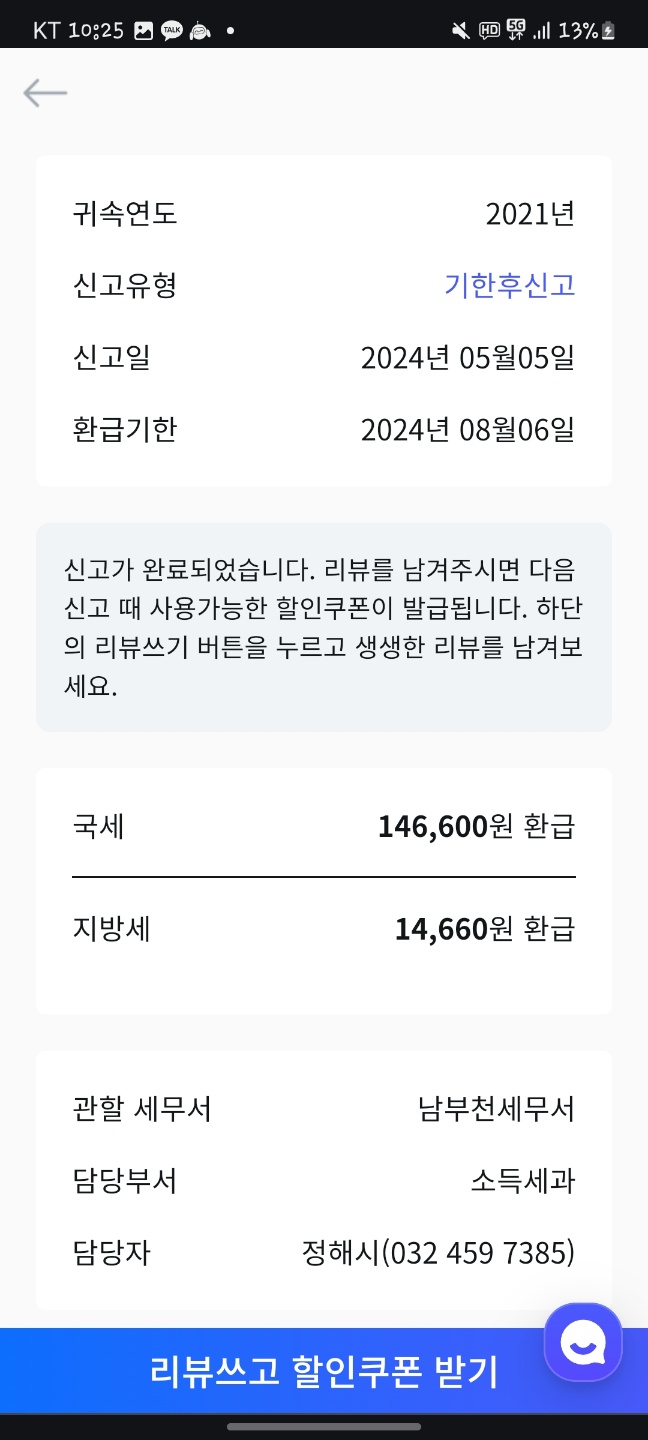 KT 10:25 TALK HD 5G 13%
귀속연도 2021년
신고유형 기한후신고
신고일 2024년 05월05일
환급기한 2024년 08월06일
신고가 완료되었습니다. 리뷰를 남겨주시면 다음
신고 때 사용가능한 할인쿠폰이 발급됩니다. 하단
의 리뷰쓰기 버튼을 누르고 생생한 리뷰를 남겨보
세요.
국세 146,600원 환급
지방세 14,660원 환급
관할 세무서 남부천세무서
담당부서 소득세과
담당자 정해시(032 459 7385)
리뷰쓰고 할인쿠폰 받기